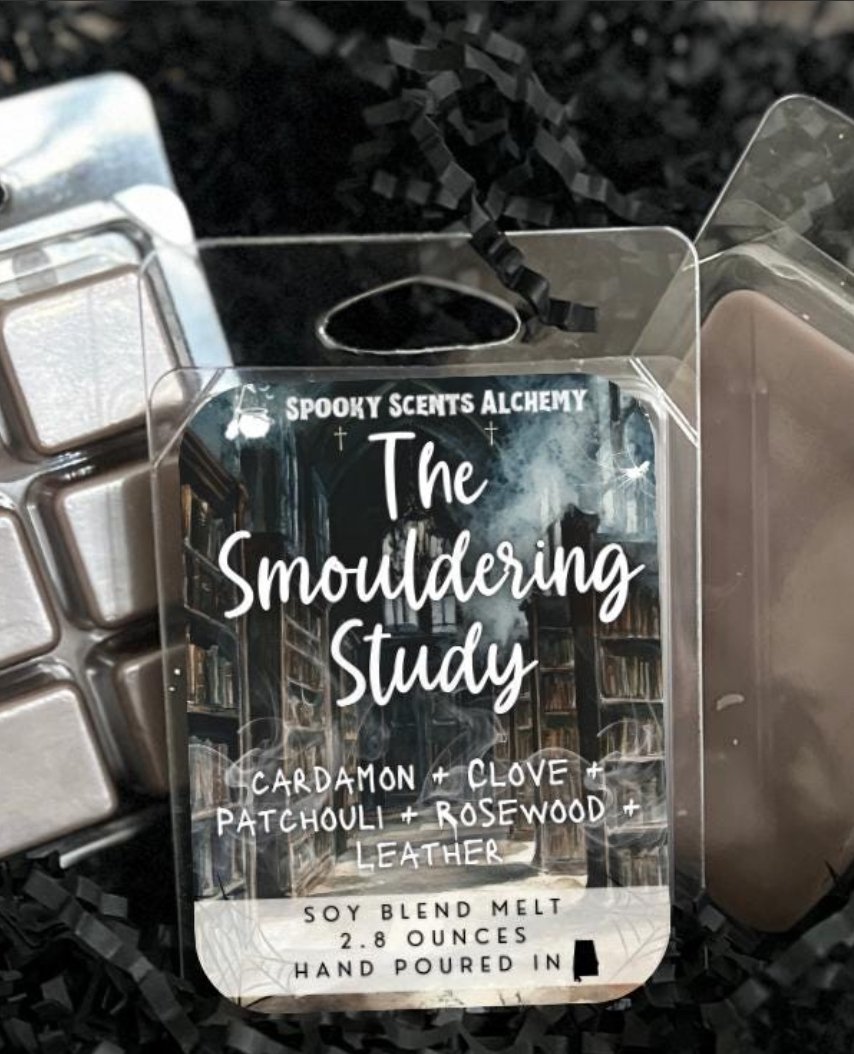 SPOOKY SCENTS ALCHEMY
The
Smouldering
Study
CARDAMON + CLOVE +
PATCHOULI + ROSEWOOD +
LEATHER
SOY BLEND MELT
2.8 OUNCES
HAND POURED IN